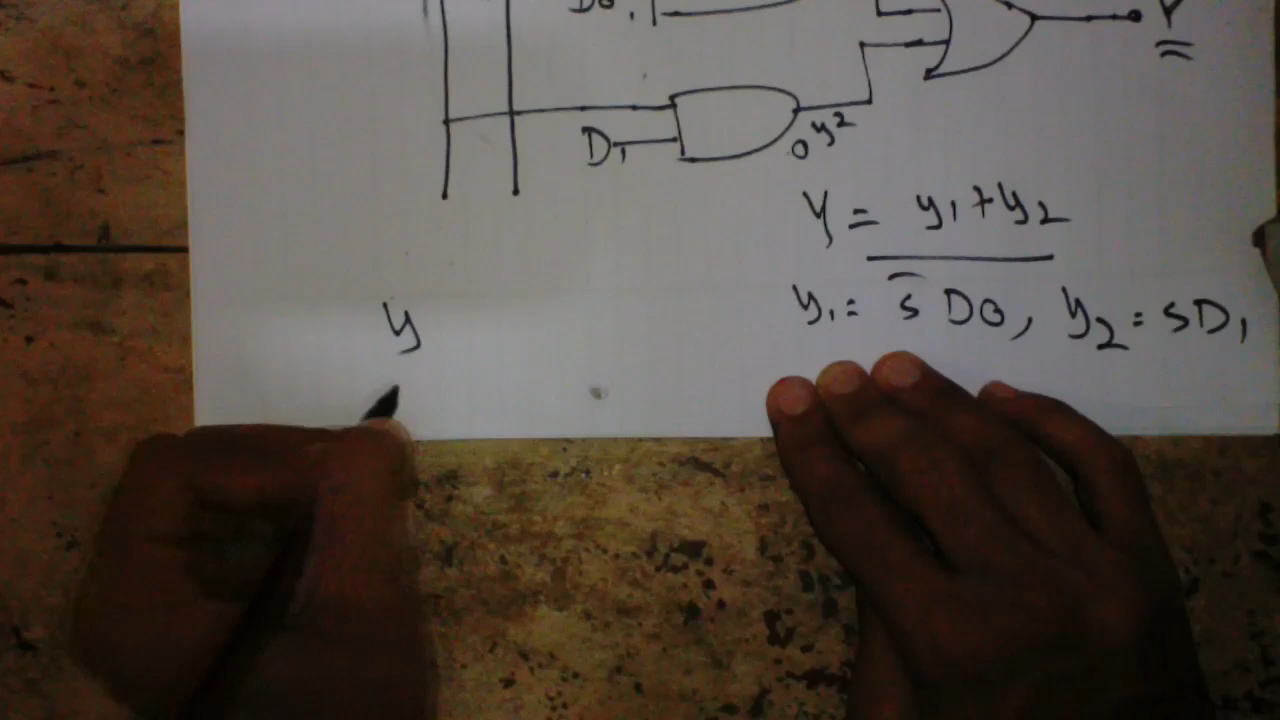 D0
Y
D1
y2
Y = y1 + y2
y1 = s̅ D0, y2 = SD1
y